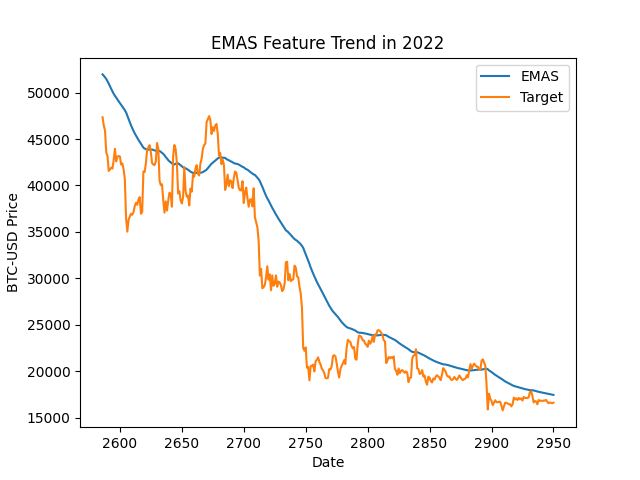 EMAS Feature Trend in 2022
EMAS
Target
BTC-USD Price
50000
45000
40000
35000
30000
25000
20000
15000
2600 2650 2700 2750 2800 2850 2900 2950
Date